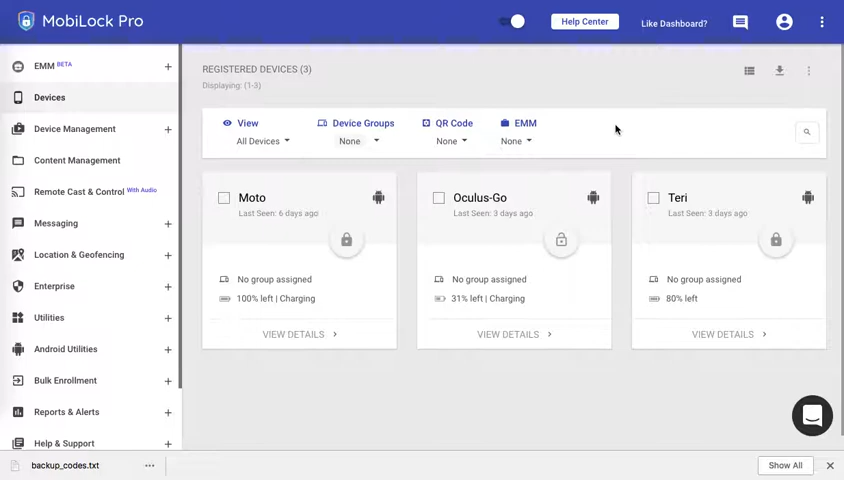 MobiLock Pro
Help Center
Like Dashboard?
EMM BETA
Devices
Device Management
Content Management
Remote Cast & Control With Audio
Messaging
Location & Geofencing
Enterprise
Utilities
Android Utilities
Bulk Enrollment
Reports & Alerts
Help & Support
REGISTERED DEVICES (3)
Displaying: (1-3)
View
Device Groups
QR Code
EMM
All Devices
None
None
None
Moto
Last Seen: 6 days ago
No group assigned
100% left | Charging
VIEW DETAILS
Oculus-Go
Last Seen: 3 days ago
No group assigned
31% left | Charging
VIEW DETAILS
Teri
Last Seen: 3 days ago
No group assigned
80% left
VIEW DETAILS
backup_codes.txt
Show All